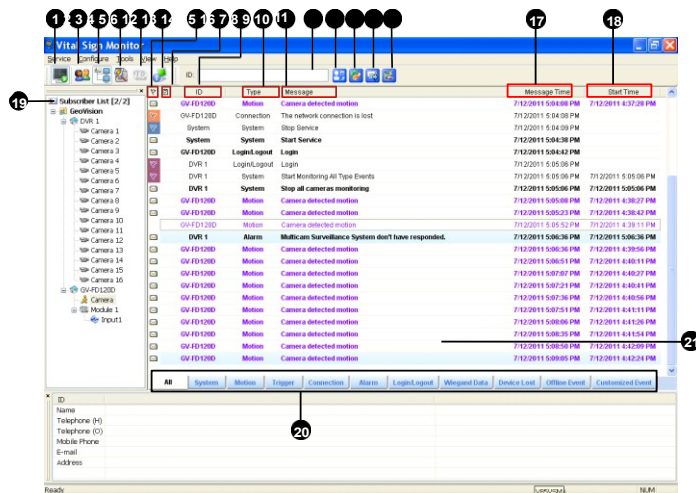 Vital Sign Monitor
Service Configure Tools View Help
ID:
17
18
19
20
21
Subscriber List [2/2]
GeoVision
DVR 1
Camera 1
Camera 2
Camera 3
Camera 4
Camera 5
Camera 6
Camera 7
Camera 8
Camera 9
Camera 10
Camera 11
Camera 12
Camera 13
Camera 14
Camera 15
Camera 16
GV-FD120D
Camera
Module 1
Input1
ID Type Message Message Time Start Time
GV-FD120D Motion Camera detected motion 7/12/2011 5:04:08 PM 7/12/2011 4:37:28 PM
GV-FD120D Connection The network connection is lost 7/12/2011 5:04:08 PM
System System Stop Service 7/12/2011 5:04:09 PM
System System Start Service 7/12/2011 5:04:38 PM
GV-FD120D Login/Logout Login 7/12/2011 5:04:42 PM
DVR 1 Login/Logout Login 7/12/2011 5:05:06 PM
DVR 1 System Start Monitoring All Type Events 7/12/2011 5:05:06 PM 7/12/2011 5:05:06 PM
DVR 1 System Stop all cameras monitoring 7/12/2011 5:05:06 PM 7/12/2011 5:05:06 PM
GV-FD120D Motion Camera detected motion 7/12/2011 5:05:08 PM 7/12/2011 4:38:27 PM
GV-FD120D Motion Camera detected motion 7/12/2011 5:05:23 PM 7/12/2011 4:38:42 PM
GV-FD120D Motion Camera detected motion 7/12/2011 5:05:52 PM 7/12/2011 4:39:11 PM
DVR 1 Alarm Multicam Surveillance System don't have responded. 7/12/2011 5:06:36 PM 7/12/2011 5:06:36 PM
GV-FD120D Motion Camera detected motion 7/12/2011 5:06:36 PM 7/12/2011 4:39:56 PM
GV-FD120D Motion Camera detected motion 7/12/2011 5:06:51 PM 7/12/2011 4:40:11 PM
GV-FD120D Motion Camera detected motion 7/12/2011 5:07:07 PM 7/12/2011 4:40:27 PM
GV-FD120D Motion Camera detected motion 7/12/2011 5:07:21 PM 7/12/2011 4:40:41 PM
GV-FD120D Motion Camera detected motion 7/12/2011 5:07:36 PM 7/12/2011 4:40:56 PM
GV-FD120D Motion Camera detected motion 7/12/2011 5:07:51 PM 7/12/2011 4:41:11 PM
GV-FD120D Motion Camera detected motion 7/12/2011 5:08:06 PM 7/12/2011 4:41:26 PM
GV-FD120D Motion Camera detected motion 7/12/2011 5:08:35 PM 7/12/2011 4:41:54 PM
GV-FD120D Motion Camera detected motion 7/12/2011 5:08:50 PM 7/12/2011 4:42:09 PM
GV-FD120D Motion Camera detected motion 7/12/2011 5:09:05 PM 7/12/2011 4:42:24 PM
All System Motion Trigger Connection Alarm Login/Logout Wiegand Data Device Lost Offline Event Customized Event
ID
Name
Telephone (H)
Telephone (O)
Mobile Phone
E-mail
Address
Ready NUM